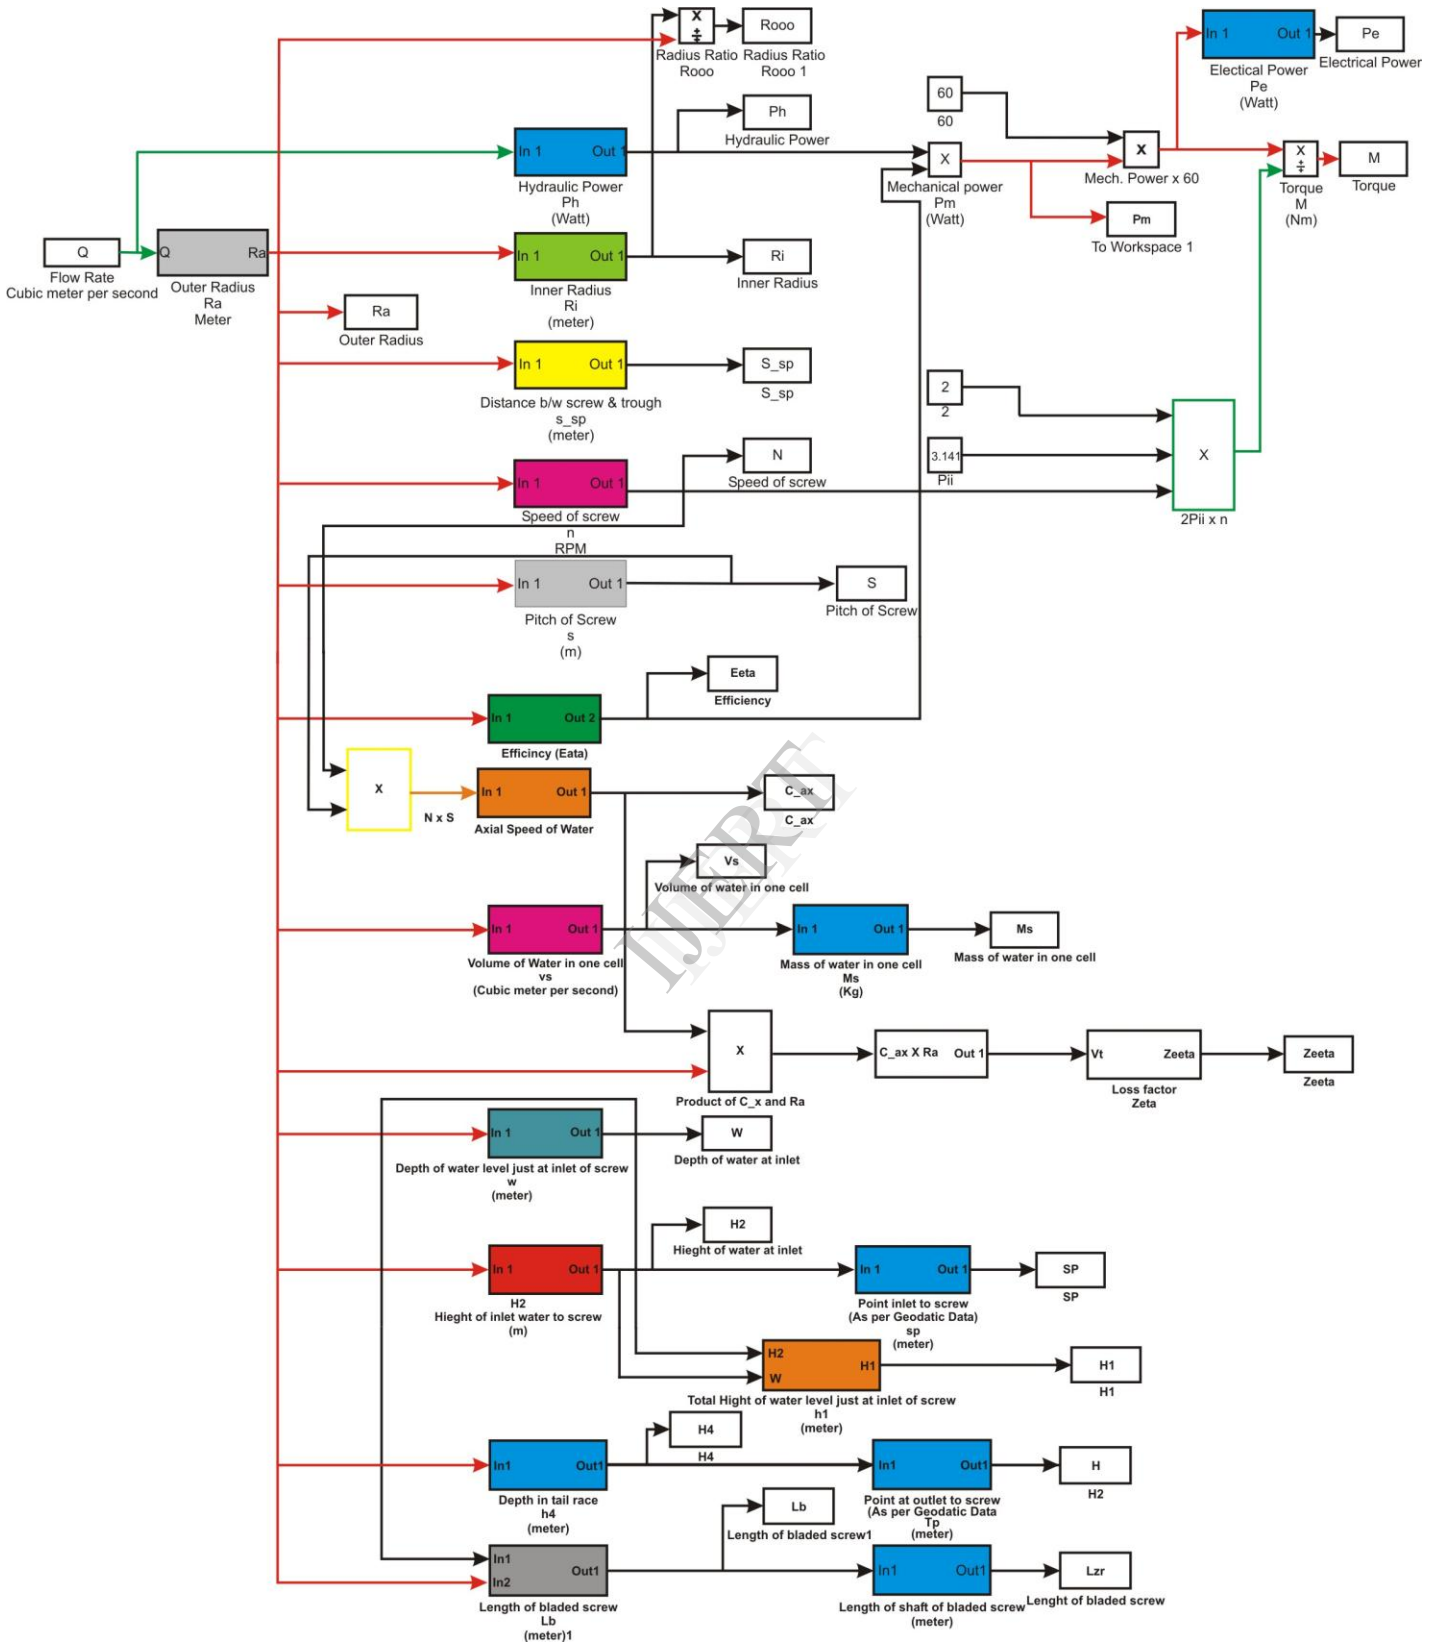 X
÷
Radius Ratio
Rooo
Rooo
Radius Ratio
Rooo 1
In 1 Out 1
Electical Power
Pe
(Watt)
Pe
Electrical Power
Ph
Hydraulic Power
60
60
In 1 Out 1
Hydraulic Power
Ph
(Watt)
X
Mechanical power
Pm
(Watt)
X
Mech. Power x 60
X
÷
Torque
M
(Nm)
M
Torque
Pm
To Workspace 1
Q
Flow Rate
Cubic meter per second
Q Ra
Outer Radius
Ra
Meter
In 1 Out 1
Inner Radius
Ri
(meter)
Ri
Inner Radius
Ra
Outer Radius
In 1 Out 1
Distance b/w screw & trough
s_sp
(meter)
S_sp
S_sp
2
2
3.141
Pii
X
2Pii x n
N
Speed of screw
In 1 Out 1
Speed of screw
n
RPM
In 1 Out 1
Pitch of Screw
s
(m)
S
Pitch of Screw
Eeta
Efficiency
In 1 Out 2
Efficincy (Eata)
X
N x S
In 1 Out 1
Axial Speed of Water
C_ax
C_ax
Vs
Volume of water in one cell
In 1 Out 1
Volume of Water in one cell
vs
(Cubic meter per second)
In 1 Out 1
Mass of water in one cell
Ms
(Kg)
Ms
Mass of water in one cell
IJERT
X
Product of C_x and Ra
C_ax X Ra Out 1
Vt Zeeta
Loss factor
Zeta
Zeeta
Zeeta
In 1 Out 1
Depth of water level just at inlet of screw
w
(meter)
W
Depth of water at inlet
H2
Hieght of water at inlet
In 1 Out 1
H2
Hieght of inlet water to screw
(m)
In 1 Out 1
Point inlet to screw
(As per Geodatic Data)
sp
(meter)
SP
SP
H2 H1
W
Total Hight of water level just at inlet of screw
h1
(meter)
H1
H1
H4
H4
In1 Out1
Depth in tail race
h4
(meter)
In1 Out1
Point at outlet to screw
(As per Geodatic Data
Tp
(meter)
H
H2
Lb
Length of bladed screw1
In1 Out1
In2
Length of bladed screw
Lb
(meter)1
In1 Out1
Length of shaft of bladed screw
(meter)
Lzr
Lenght of bladed screw